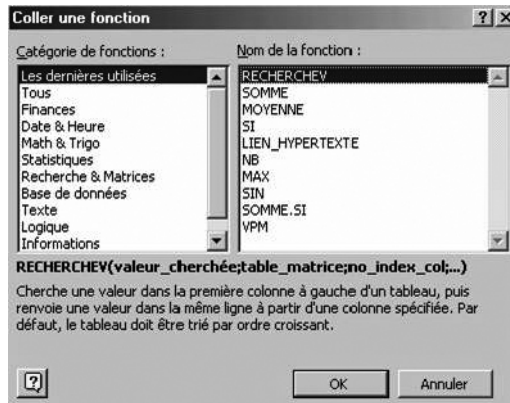 Coller une fonction
Catégorie de fonctions :
Les dernières utilisées
Tous
Finances
Date & Heure
Math & Trigo
Statistiques
Recherche & Matrices
Base de données
Texte
Logique
Informations
Nom de la fonction :
RECHERCHEV
SOMME
MOYENNE
SI
LIEN_HYPERTEXTE
NB
MAX
SIN
SOMME.SI
VPM
RECHERCHEV(valeur_cherchée;table_matrice;no_index_col;...)
Cherche une valeur dans la première colonne à gauche d'un tableau, puis
renvoie une valeur dans la même ligne à partir d'une colonne spécifiée. Par
défaut, le tableau doit être trié par ordre croissant.
OK
Annuler